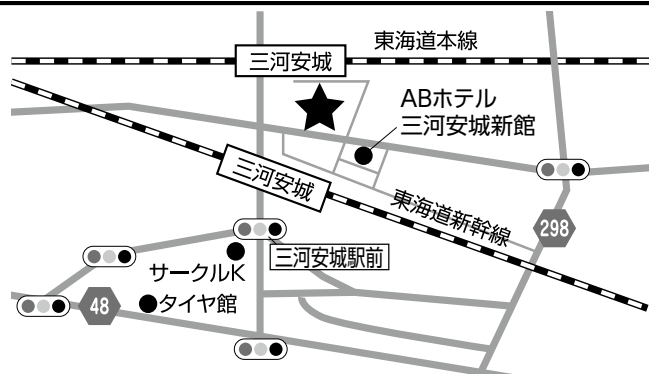 東海道本線
三河安城
ABホテル
三河安城新館
三河安城
東海道新幹線
298
三河安城駅前
サークルK
48
タイヤ館